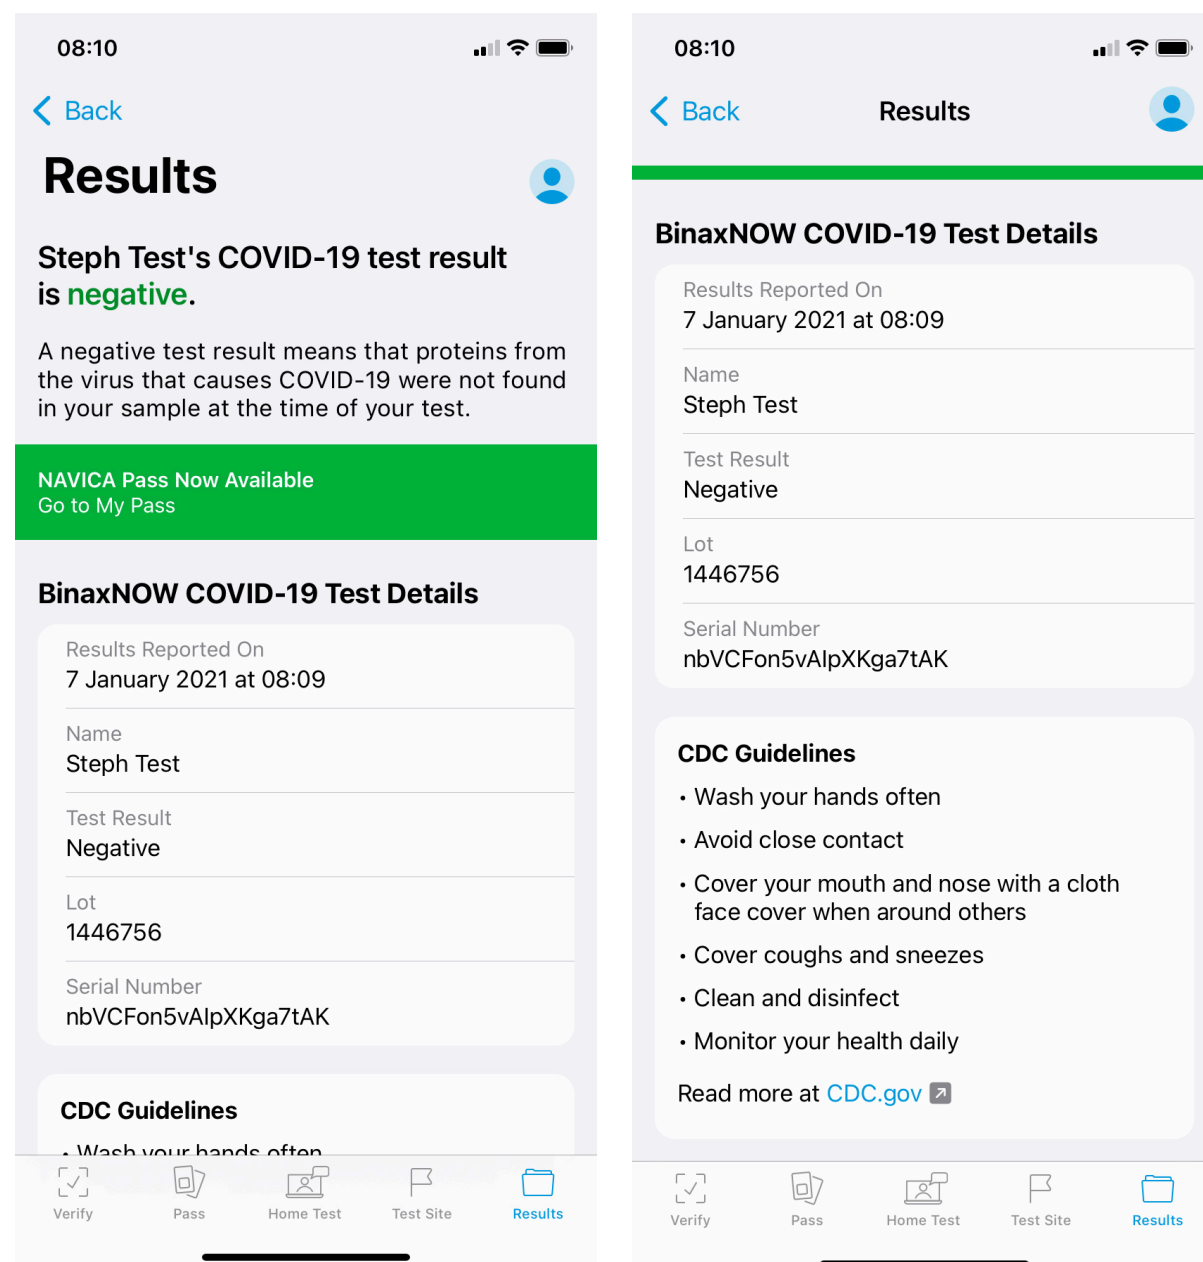 08:10
Back
Results
Steph Test's COVID-19 test result
is negative.
A negative test result means that proteins from
the virus that causes COVID-19 were not found
in your sample at the time of your test.
NAVICA Pass Now Available
Go to My Pass
BinaxNOW COVID-19 Test Details
Results Reported On
7 January 2021 at 08:09
Name
Steph Test
Test Result
Negative
Lot
1446756
Serial Number
nbVCFon5vAlpXKga7tAK
CDC Guidelines
• Wash your hands often
Verify
Pass
Home Test
Test Site
Results
08:10
Back
Results
BinaxNOW COVID-19 Test Details
Results Reported On
7 January 2021 at 08:09
Name
Steph Test
Test Result
Negative
Lot
1446756
Serial Number
nbVCFon5vAlpXKga7tAK
CDC Guidelines
• Wash your hands often
• Avoid close contact
• Cover your mouth and nose with a cloth
face cover when around others
• Cover coughs and sneezes
• Clean and disinfect
• Monitor your health daily
Read more at CDC.gov
Verify
Pass
Home Test
Test Site
Results